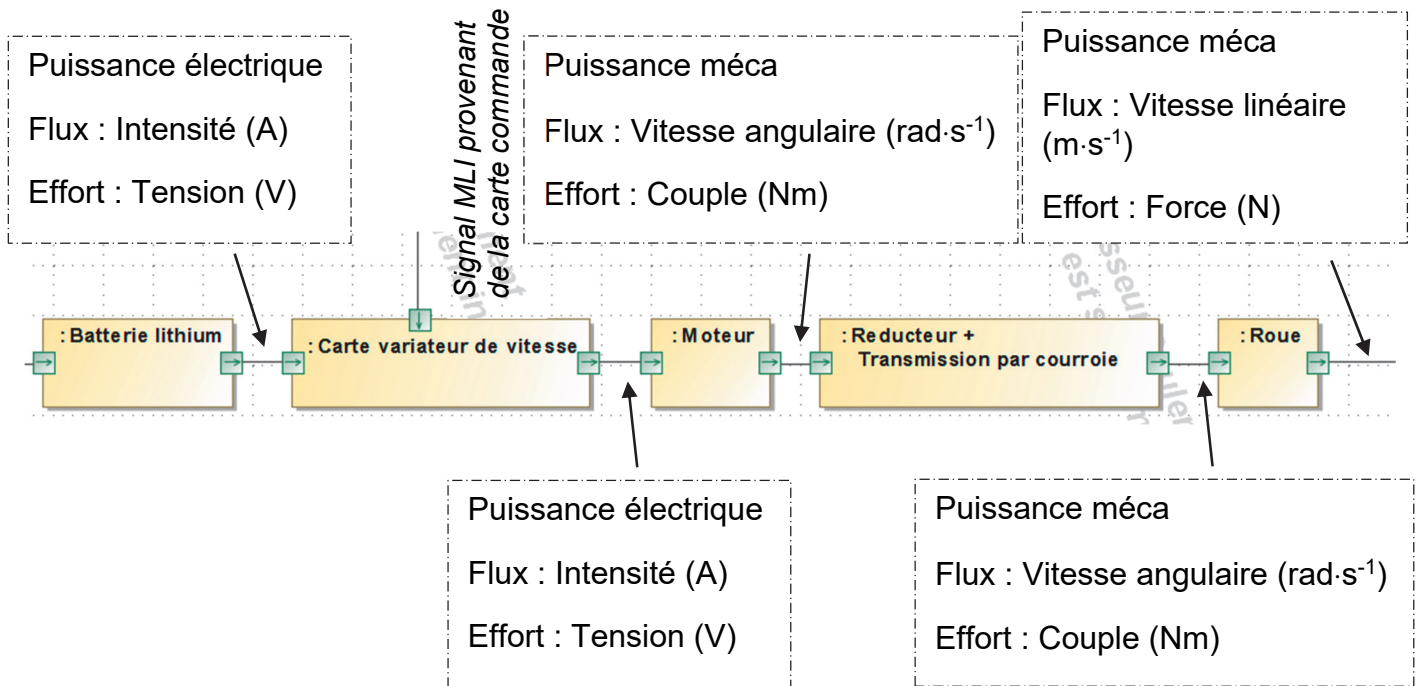 Puissance électrique
Flux : Intensité (A)
Effort : Tension (V)
Signal MLI provenant
de la carte commande
Puissance méca
Flux : Vitesse angulaire (rad·s-1)
Effort : Couple (Nm)
Puissance méca
Flux : Vitesse linéaire
(m·s-1)
Effort : Force (N)
: Batterie lithium
: Carte variateur de vitesse
: Moteur
: Reducteur +
Transmission par courroie
: Roue
Puissance électrique
Flux : Intensité (A)
Effort : Tension (V)
Puissance méca
Flux : Vitesse angulaire (rad·s-1)
Effort : Couple (Nm)